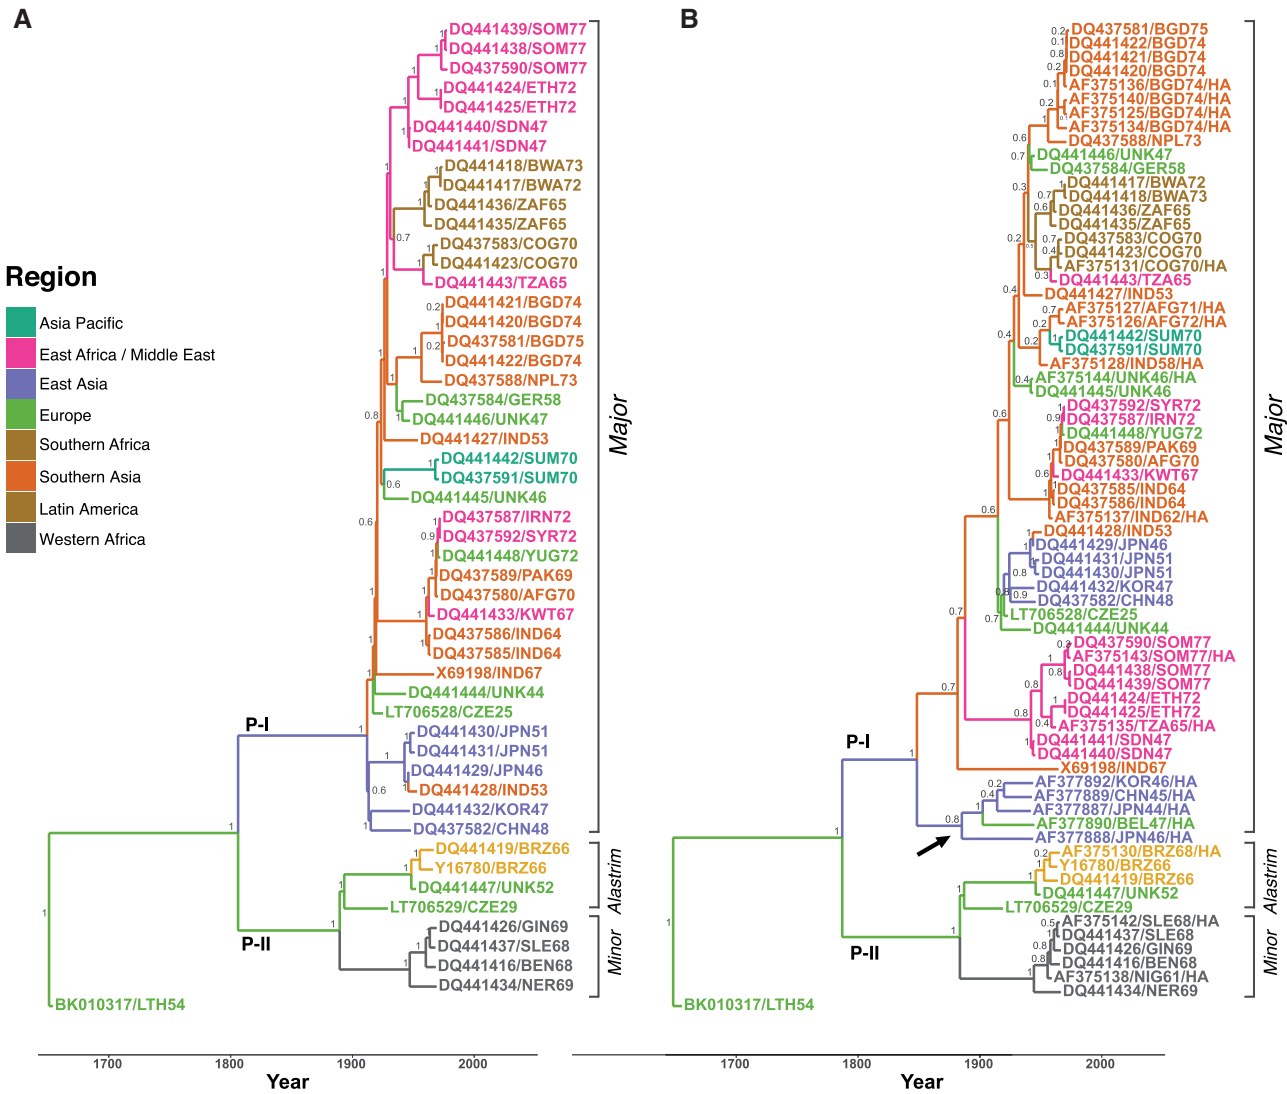 A
DQ441439/SOM77
DQ441438/SOM77
DQ437590/SOM77
DQ441424/ETH72
DQ441425/ETH72
DQ441440/SDN47
DQ441441/SDN47
DQ441418/BWA73
DQ441417/BWA72
DQ441436/ZAF65
DQ441435/ZAF65
DQ437583/COG70
DQ441423/COG70
DQ441443/TZA65
DQ441421/BGD74
DQ441420/BGD74
DQ437581/BGD75
DQ441422/BGD74
DQ437588/NPL73
DQ437584/GER58
DQ441446/UNK47
DQ441427/IND53
DQ441442/SUM70
DQ437591/SUM70
DQ441445/UNK46
DQ437587/IRN72
DQ437592/SYR72
DQ441448/YUG72
DQ437589/PAK69
DQ437580/AFG70
DQ441433/KWT67
DQ437586/IND64
DQ437585/IND64
X69198/IND67
DQ441444/UNK44
LT706528/CZE25
DQ441430/JPN51
DQ441431/JPN51
DQ441429/JPN46
DQ441428/IND53
DQ441432/KOR47
DQ437582/CHN48
DQ441419/BRZ66
Y16780/BRZ66
DQ441447/UNK52
LT706529/CZE29
DQ441426/GIN69
DQ441437/SLE68
DQ441416/BEN68
DQ441434/NER69
BK010317/LTH54
P-I
P-II
Major
Alastrim
Minor
1700
1800
1900
2000
Year
Region
Asia Pacific
East Africa / Middle East
East Asia
Europe
Southern Africa
Southern Asia
Latin America
Western Africa
B
DQ437581/BGD75
DQ441422/BGD74
DQ441421/BGD74
DQ441420/BGD74
AF375136/BGD74/HA
AF375140/BGD74/HA
AF375125/BGD74/HA
AF375134/BGD74/HA
DQ437588/NPL73
DQ441446/UNK47
DQ437584/GER58
DQ441417/BWA72
DQ441418/BWA73
DQ441436/ZAF65
DQ441435/ZAF65
DQ437583/COG70
DQ441423/COG70
AF375131/COG70/HA
DQ441443/TZA65
DQ441427/IND53
AF375127/AFG71/HA
AF375126/AFG72/HA
DQ441442/SUM70
DQ437591/SUM70
AF375128/IND58/HA
AF375144/UNK46/HA
DQ441445/UNK46
DQ437592/SYR72
DQ437587/IRN72
DQ441448/YUG72
DQ437589/PAK69
DQ437580/AFG70
DQ441433/KWT67
DQ437585/IND64
DQ437586/IND64
AF375137/IND62/HA
DQ441428/IND53
DQ441429/JPN46
DQ441431/JPN51
DQ441430/JPN51
DQ441432/KOR47
DQ437582/CHN48
LT706528/CZE25
DQ441444/UNK44
DQ437590/SOM77
AF375143/SOM77/HA
DQ441438/SOM77
DQ441439/SOM77
DQ441424/ETH72
DQ441425/ETH72
AF375135/TZA65/HA
DQ441441/SDN47
DQ441440/SDN47
X69198/IND67
AF377892/KOR46/HA
AF377889/CHN45/HA
AF377887/JPN44/HA
AF377890/BEL47/HA
AF377888/JPN46/HA
AF375130/BRZ68/HA
Y16780/BRZ66
DQ441419/BRZ66
DQ441447/UNK52
LT706529/CZE29
AF375142/SLE68/HA
DQ441437/SLE68
DQ441426/GIN69
DQ441416/BEN68
AF375138/NIG61/HA
DQ441434/NER69
BK010317/LTH54
P-I
P-II
Major
Alastrim
Minor
1700
1800
1900
2000
Year